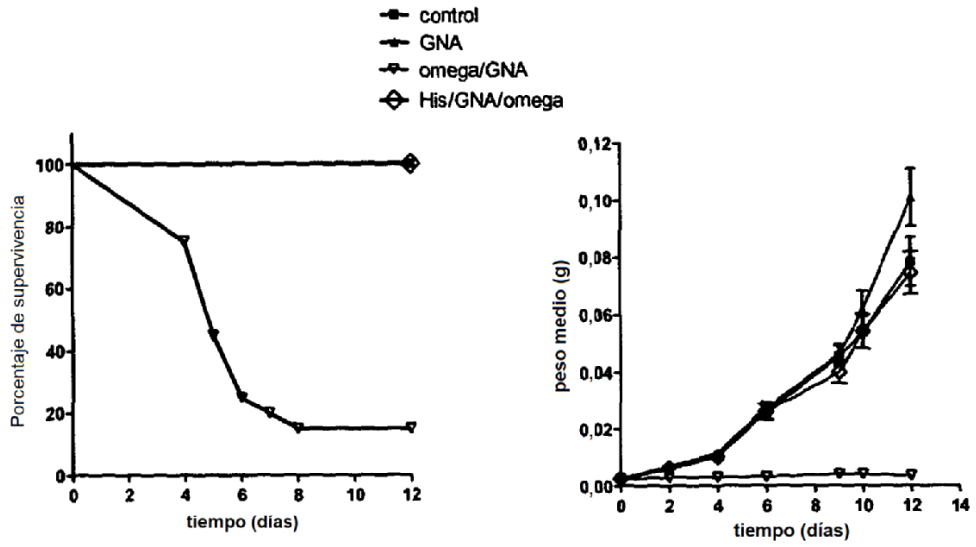 control
GNA
omega/GNA
His/GNA/omega
Porcentaje de supervivencia
100
80
60
40
20
0
0 2 4 6 8 10 12
tiempo (días)
peso medio (g)
0,12
0,10
0,08
0,06
0,04
0,02
0,00
0 2 4 6 8 10 12 14
tiempo (días)